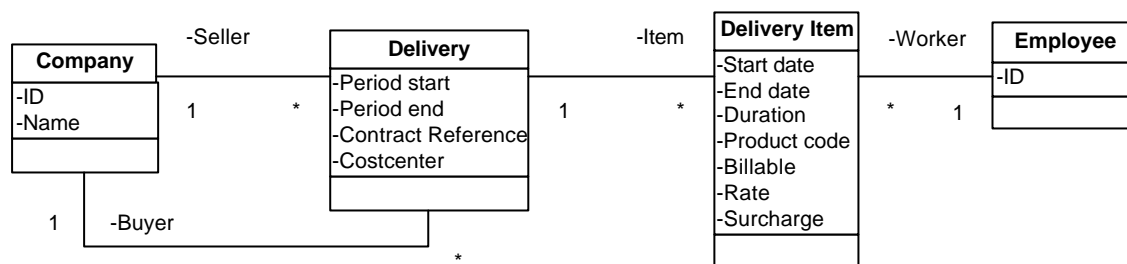 Company
-ID
-Name
-Seller
1
*
Delivery
-Period start
-Period end
-Contract Reference
-Costcenter
1
-Buyer
*
-Item
1
*
Delivery Item
-Start date
-End date
-Duration
-Product code
-Billable
-Rate
-Surcharge
-Worker
*
1
Employee
-ID